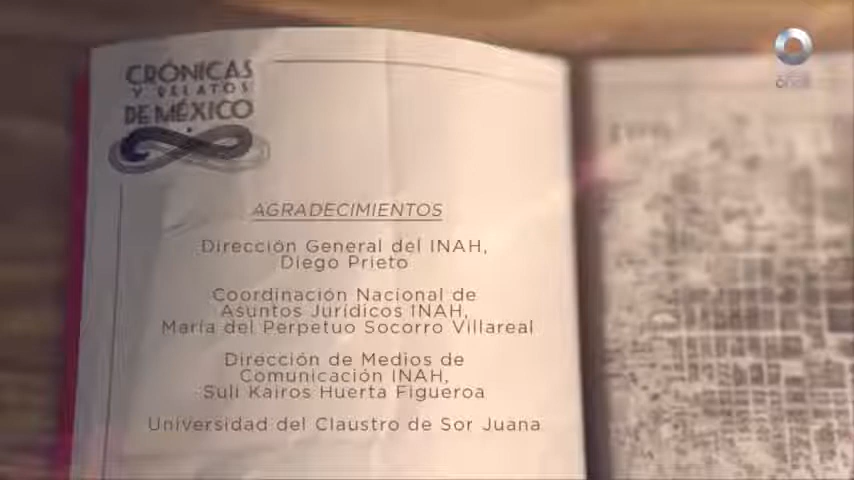 CRÓNICAS
Y RELATOS
DE MÉXICO
AGRADECIMIENTOS
Dirección General del INAH,
Diego Prieto
Coordinación Nacional de
Asuntos Jurídicos INAH,
María del Perpetuo Socorro Villareal
Dirección de Medios de
Comunicación INAH,
Suli Kairos Huerta Figueroa
Universidad del Claustro de Sor Juana